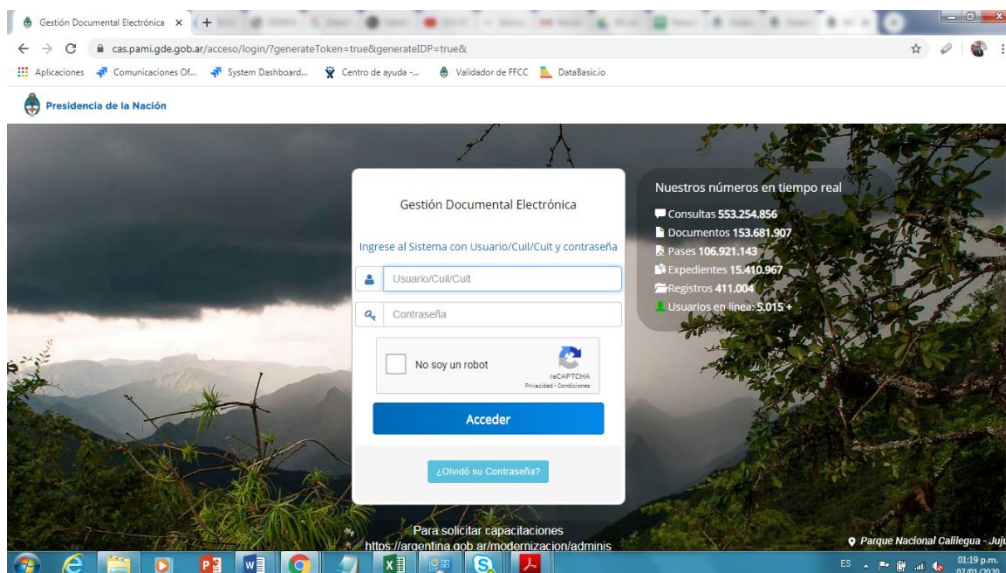 Gestión Documental Electrónica
cas.pami.gde.gob.ar/acceso/login/?generateToken=true&generateIDP=true&
Aplicaciones Comunicaciones Of... System Dashboard... Centro de ayuda -... Validador de FFCC DataBasic.io
Presidencia de la Nación
Gestión Documental Electrónica
Ingrese al Sistema con Usuario/Cuil/Cuit y contraseña
Usuario/Cuil/Cuit
Contraseña
No soy un robot
reCAPTCHA
Privacidad - Condiciones
Acceder
¿Olvidó su Contraseña?
Para solicitar capacitaciones
https://argentina.gob.ar/modernizacion/adminis
Nuestros números en tiempo real
Consultas 553.254.856
Documentos 153.681.907
Pases 106.921.143
Expedientes 15.410.967
Registros 411.004
Usuarios en línea: 5.015 +
Parque Nacional Calilegua - Juju
ES 01:19 p.m.
07/01/2020